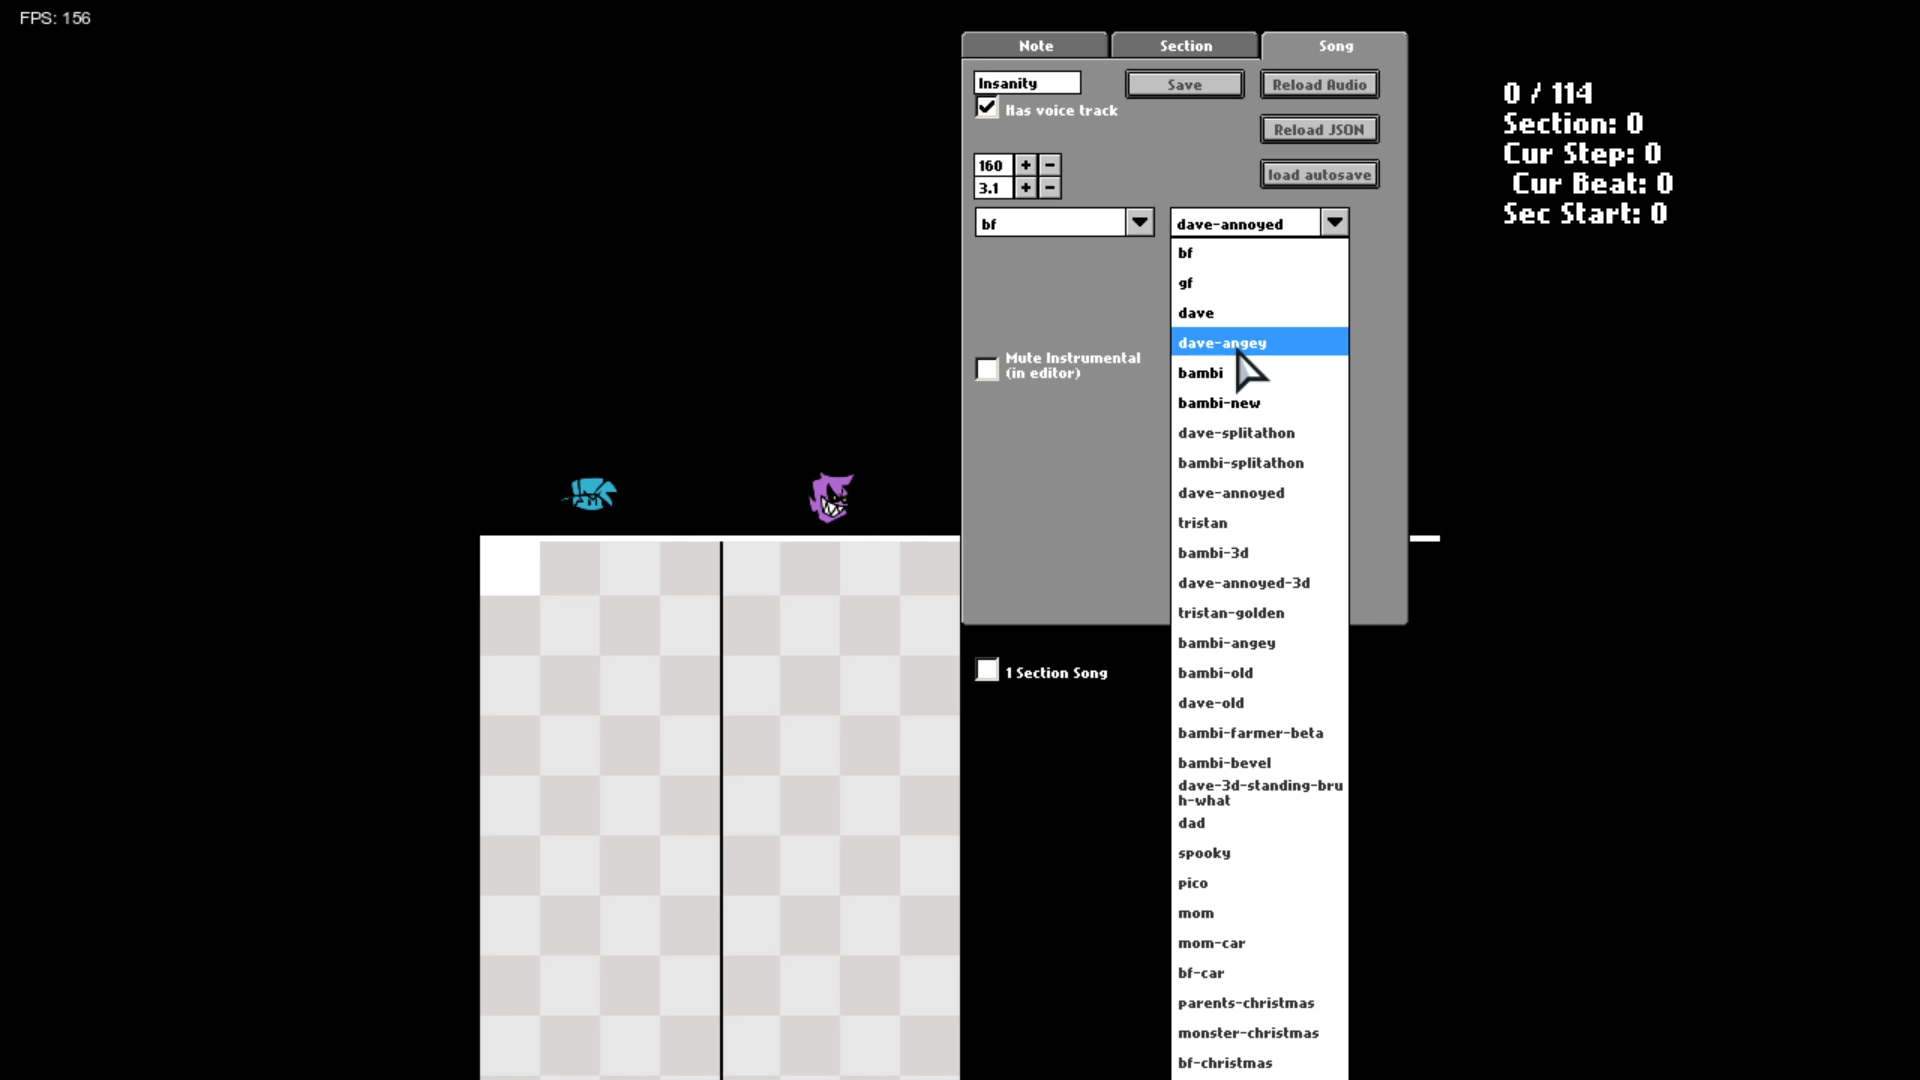 FPS: 156
Note
Section
Song
Insanity
Save
Reload Audio
Has voice track
Reload JSON
160 + -
load autosave
3.1 + -
bf
dave-annoyed
bf
gf
dave
dave-angey
bambi
bambi-new
dave-splitathon
bambi-splitathon
dave-annoyed
tristan
bambi-3d
dave-annoyed-3d
tristan-golden
bambi-angey
bambi-old
dave-old
bambi-farmer-beta
bambi-bevel
dave-3d-standing-bru
h-what
dad
spooky
pico
mom
mom-car
bf-car
parents-christmas
monster-christmas
bf-christmas
Mute Instrumental
(in editor)
1 Section Song
0 / 114
Section: 0
Cur Step: 0
Cur Beat: 0
Sec Start: 0